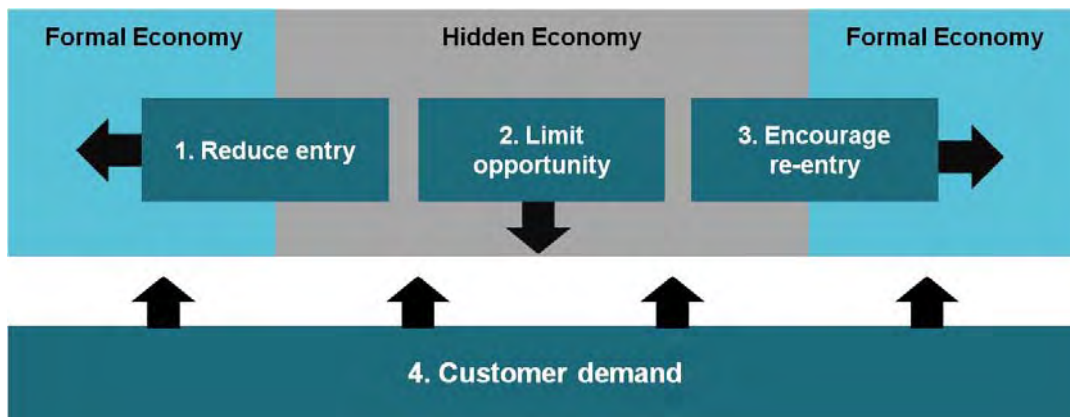 Formal Economy
Hidden Economy
Formal Economy
1. Reduce entry
2. Limit
opportunity
3. Encourage
re-entry
4. Customer demand